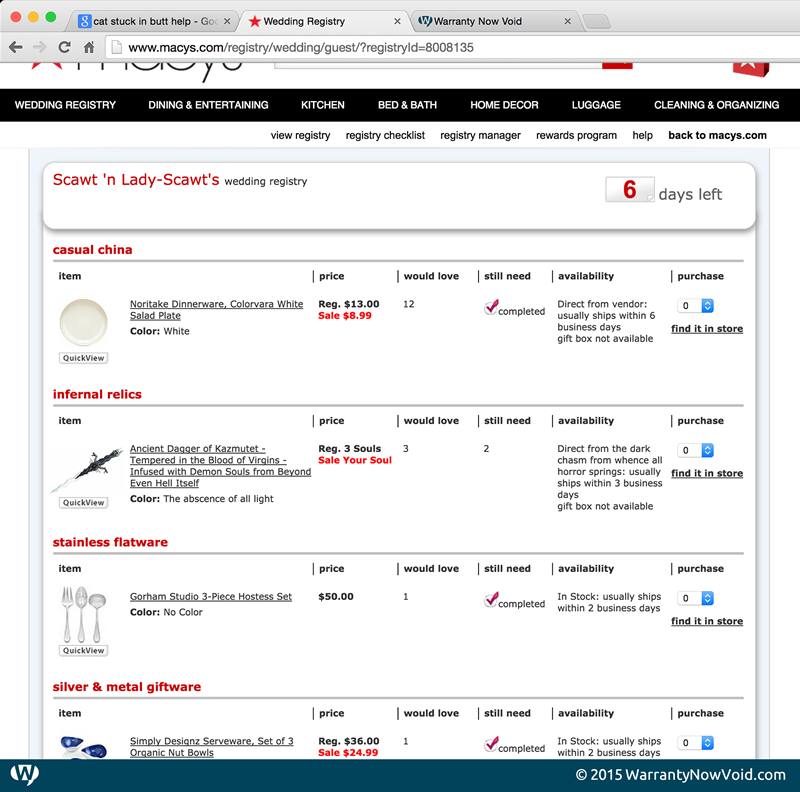 cat stuck in butt help - Goo
Wedding Registry
Warranty Now Void
www.macys.com/registry/wedding/guest/?registryId=8008135
macys
WEDDING REGISTRY DINING & ENTERTAINING KITCHEN BED & BATH HOME DECOR LUGGAGE CLEANING & ORGANIZING
view registry registry checklist registry manager rewards program help back to macys.com
Scawt 'n Lady-Scawt's wedding registry
6 days left
casual china
item price would love still need availability purchase
Noritake Dinnerware, Colorvara White
Salad Plate
Color: White
QuickView
Reg. $13.00
Sale $8.99
12
completed
Direct from vendor:
usually ships within 6
business days
gift box not available
0
find it in store
infernal relics
item price would love still need availability purchase
Ancient Dagger of Kazmutet -
Tempered in the Blood of Virgins -
Infused with Demon Souls from Beyond
Even Hell Itself
Color: The abscence of all light
QuickView
Reg. 3 Souls
Sale Your Soul
3
2
Direct from the dark
chasm from whence all
horror springs: usually
ships within 3 business
days
gift box not available
0
find it in store
stainless flatware
item price would love still need availability purchase
Gorham Studio 3-Piece Hostess Set
Color: No Color
QuickView
$50.00
1
completed
In Stock: usually ships
within 2 business days
0
find it in store
silver & metal giftware
item price would love still need availability purchase
Simply Designz Serveware, Set of 3
Organic Nut Bowls
Reg. $36.00
Sale $24.99
1
completed
In Stock: usually ships
within 2 business days
0
W
© 2015 WarrantyNowVoid.com